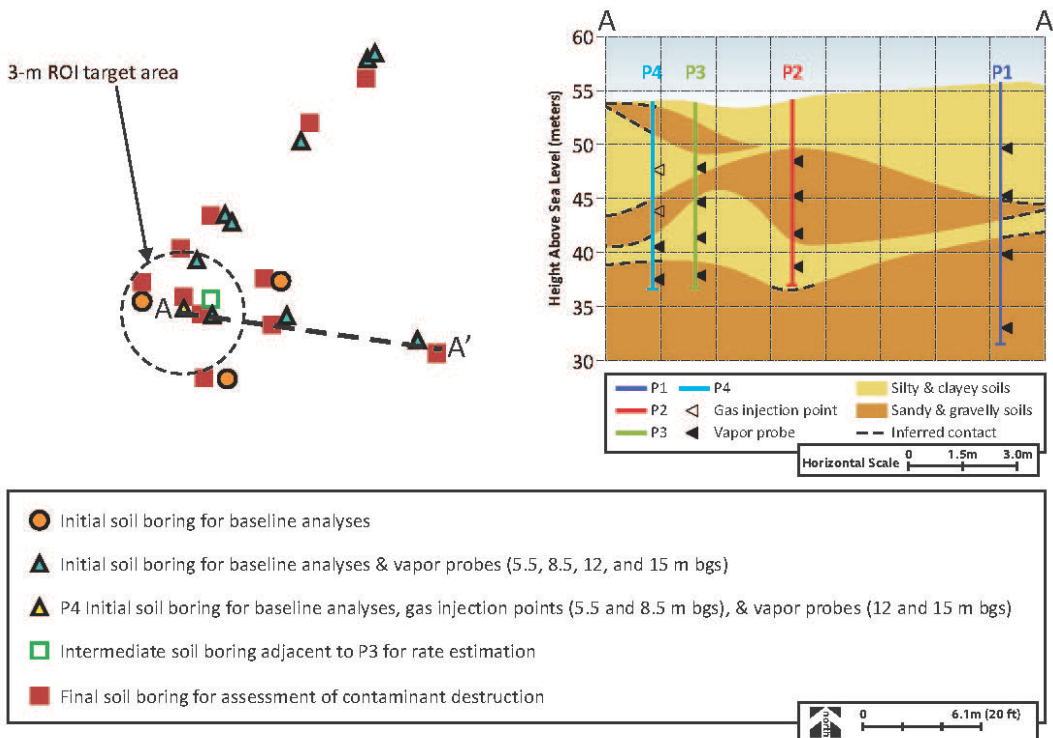 3-m ROI target area
A
A'
A
A
60
55
50
45
40
35
30
Height Above Sea Level (meters)
P4
P3
P2
P1
P1
P4
Silty & clayey soils
P2
Gas injection point
Sandy & gravelly soils
P3
Vapor probe
Inferred contact
Horizontal Scale
0 1.5m 3.0m
Initial soil boring for baseline analyses
Initial soil boring for baseline analyses & vapor probes (5.5, 8.5, 12, and 15 m bgs)
P4 Initial soil boring for baseline analyses, gas injection points (5.5 and 8.5 m bgs), & vapor probes (12 and 15 m bgs)
Intermediate soil boring adjacent to P3 for rate estimation
Final soil boring for assessment of contaminant destruction
north
0 6.1m (20 ft)